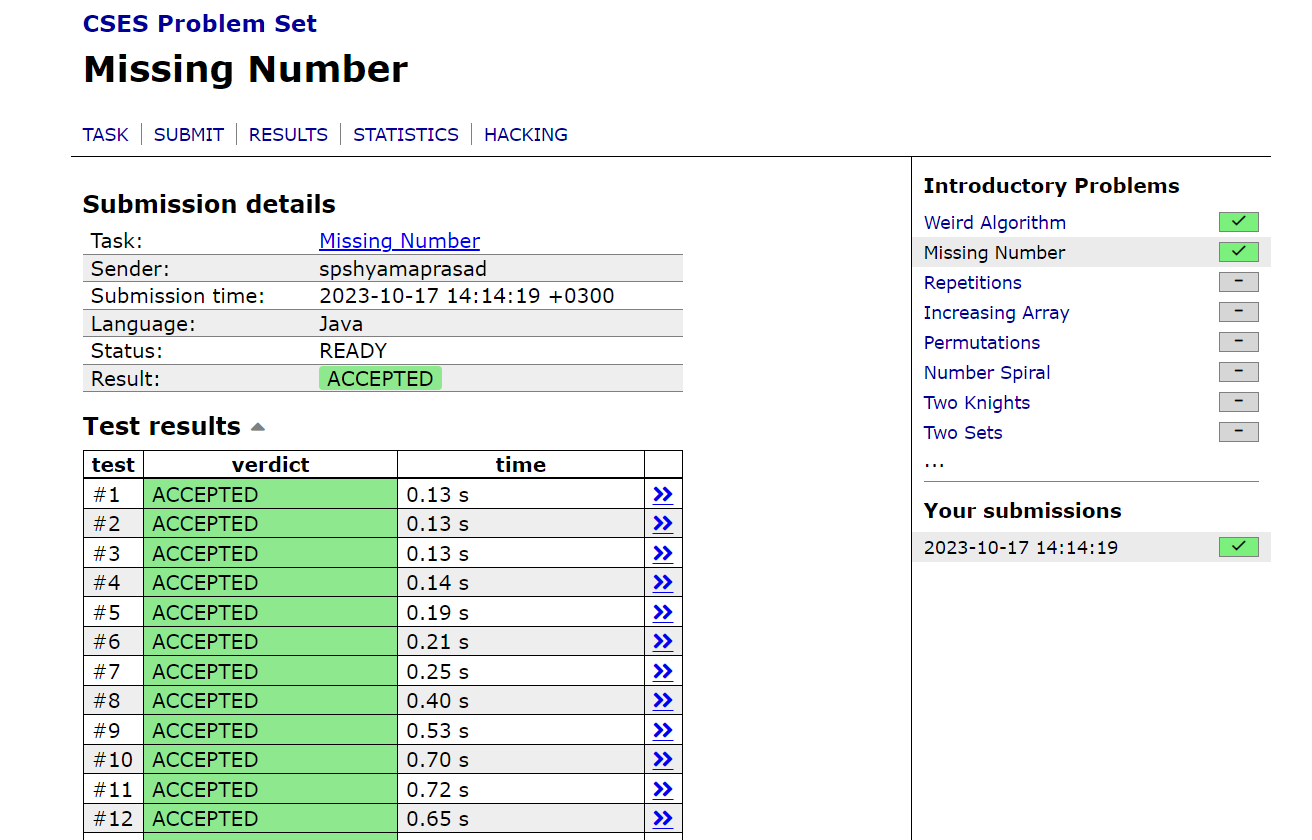 CSES Problem Set
Missing Number
TASK | SUBMIT | RESULTS | STATISTICS | HACKING
Submission details
Task: Missing Number
Sender: spshyamaprasad
Submission time: 2023-10-17 14:14:19 +0300
Language: Java
Status: READY
Result: ACCEPTED
Test results
test verdict time
#1 ACCEPTED 0.13 s »
#2 ACCEPTED 0.13 s »
#3 ACCEPTED 0.13 s »
#4 ACCEPTED 0.14 s »
#5 ACCEPTED 0.19 s »
#6 ACCEPTED 0.21 s »
#7 ACCEPTED 0.25 s »
#8 ACCEPTED 0.40 s »
#9 ACCEPTED 0.53 s »
#10 ACCEPTED 0.70 s »
#11 ACCEPTED 0.72 s »
#12 ACCEPTED 0.65 s »
Introductory Problems
Weird Algorithm ✓
Missing Number ✓
Repetitions –
Increasing Array –
Permutations –
Number Spiral –
Two Knights –
Two Sets –
...
Your submissions
2023-10-17 14:14:19 ✓